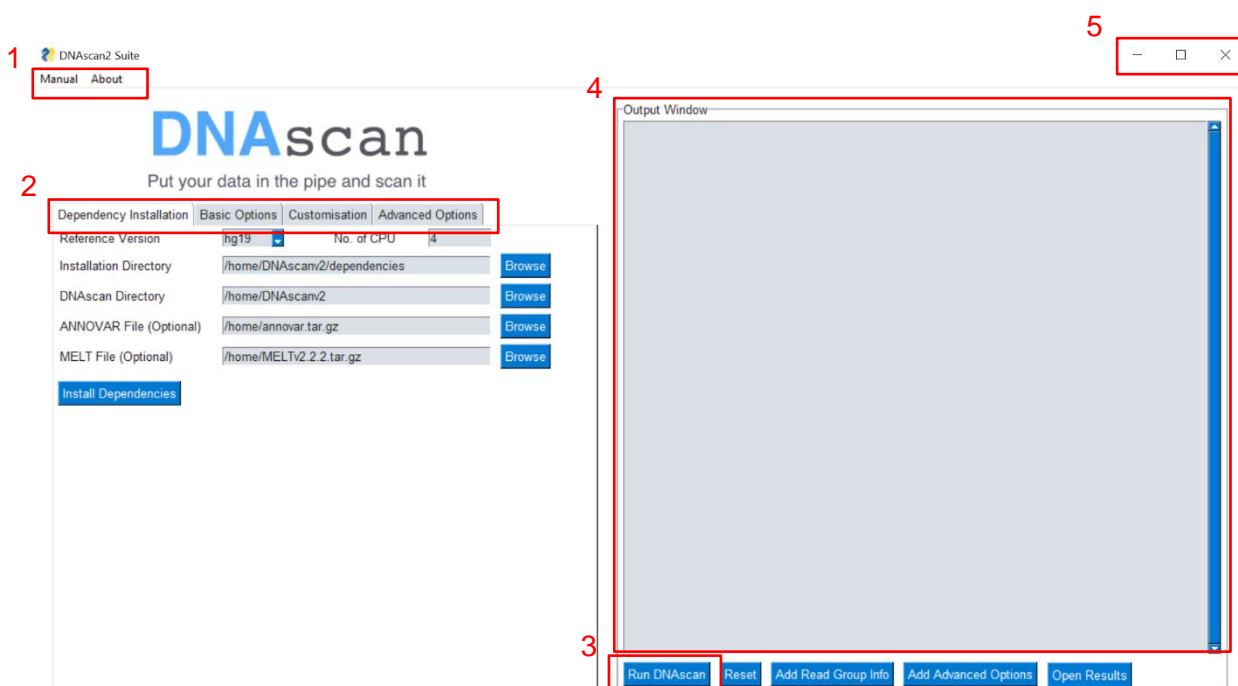 5
1
DNAscan2 Suite
Manual About
4
Output Window
DNAscan
Put your data in the pipe and scan it
2
Dependency Installation Basic Options Customisation Advanced Options
Reference Version hg19 No. of CPU 4
Installation Directory /home/DNAscanv2/dependencies Browse
DNAscan Directory /home/DNAscanv2 Browse
ANNOVAR File (Optional) /home/annovar.tar.gz Browse
MELT File (Optional) /home/MELTv2.2.2.tar.gz Browse
Install Dependencies
3
Run DNAscan Reset Add Read Group Info Add Advanced Options Open Results